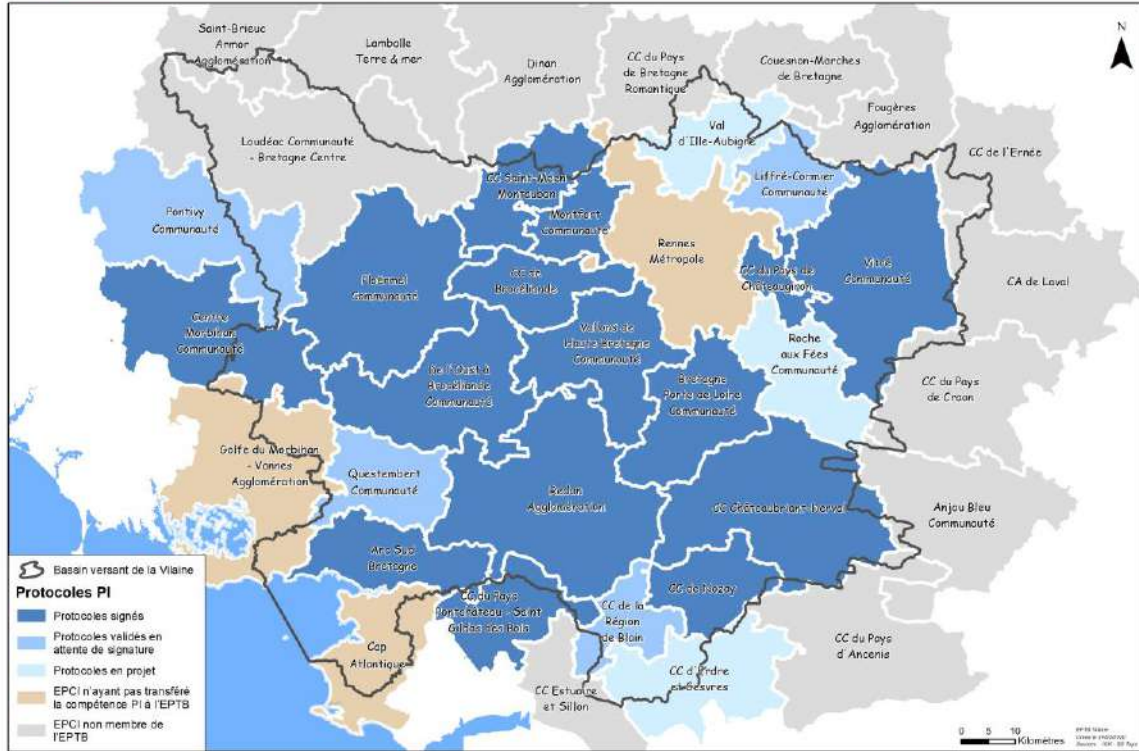 Saint-Brieuc
Armor
Agglomération
Lamballe
Terre & mer
Dinan
Agglomération
CC du Pays
de Bretagne
Romantique
Couesnon-Marches
de Bretagne
Fougères
Agglomération
N
Loudéac Communauté
- Bretagne Centre
Val
d'Ille-Aubigné
CC de l'Ernée
CC Saint-Méen
Montauban
Liffré-Cormier
Communauté
Pontivy
Communauté
Montfort
Communauté
Rennes
Métropole
Vitré
Communauté
Ploërmel
Communauté
CC de
Brocéliande
CC du Pays de
Châteaugiron
CA de Laval
Centre
Morbihan
Communauté
Vallons de
Haute Bretagne
Communauté
Roche
aux Fées
Communauté
De l'Oust à
Brocéliande
Communauté
Bretagne
Porte de Loire
Communauté
CC du Pays
de Craon
Golfe du Morbihan
- Vannes
Agglomération
Questembert
Communauté
Redon
Agglomération
CC Châteaubriant-Derval
Anjou Bleu
Communauté
Arc Sud
Bretagne
CC de Nozay
CC du Pays
Pontchâteau - Saint
Gildas des Bois
CC de la
Région
de Blain
Cap
Atlantique
CC du Pays
d'Ancenis
CC d'Erdre
et Gesvres
CC Estuaire
et Sillon
Bassin versant de la Vilaine
Protocoles PI
Protocoles signés
Protocoles validés en
attente de signature
Protocoles en projet
EPCI n'ayant pas transféré
la compétence PI à l'EPTB
EPCI non membre de
l'EPTB
0 5 10
Kilomètres